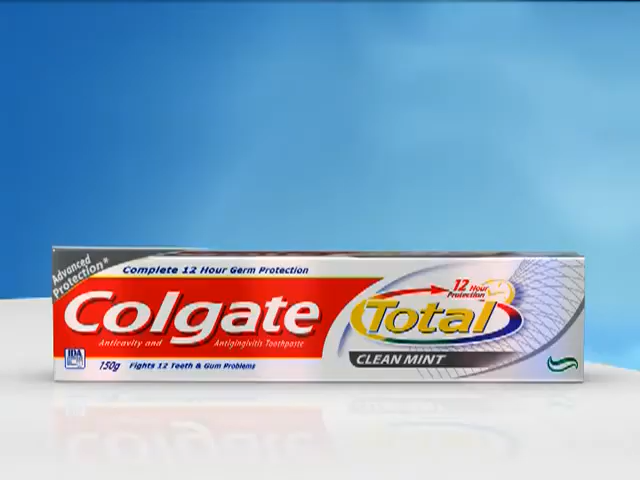 Advanced
Protection*
Complete 12 Hour Germ Protection
Colgate
Anticavity and Antigingivitis Toothpaste
IDA
150g
Fights 12 Teeth & Gum Problems
12 Hour
Protection
Total
CLEAN MINT